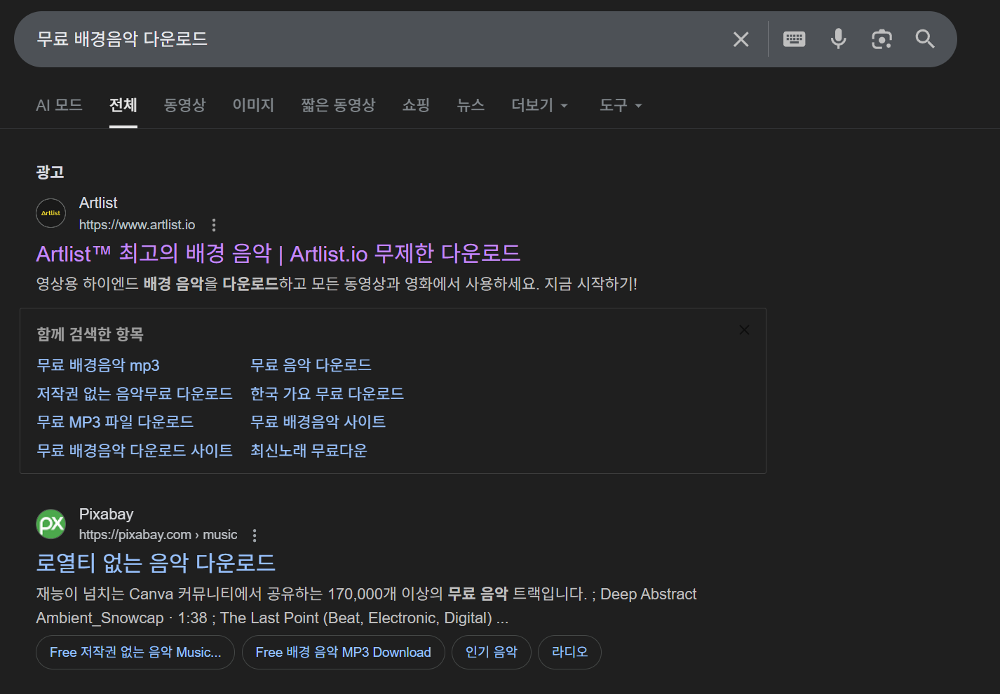 무료 배경음악 다운로드
AI 모드 전체 동영상 이미지 짧은 동영상 쇼핑 뉴스 더보기 도구
광고
Artlist
Artlist
https://www.artlist.io
Artlist™ 최고의 배경 음악 | Artlist.io 무제한 다운로드
영상용 하이엔드 배경 음악을 다운로드하고 모든 동영상과 영화에서 사용하세요. 지금 시작하기!
함께 검색한 항목
무료 배경음악 mp3 무료 음악 다운로드
저작권 없는 음악무료 다운로드 한국 가요 무료 다운로드
무료 MP3 파일 다운로드 무료 배경음악 사이트
무료 배경음악 다운로드 사이트 최신노래 무료다운
px
Pixabay
https://pixabay.com › music
로열티 없는 음악 다운로드
재능이 넘치는 Canva 커뮤니티에서 공유하는 170,000개 이상의 무료 음악 트랙입니다. ; Deep Abstract
Ambient_Snowcap · 1:38 ; The Last Point (Beat, Electronic, Digital) ...
Free 저작권 없는 음악 Music... Free 배경 음악 MP3 Download 인기 음악 라디오